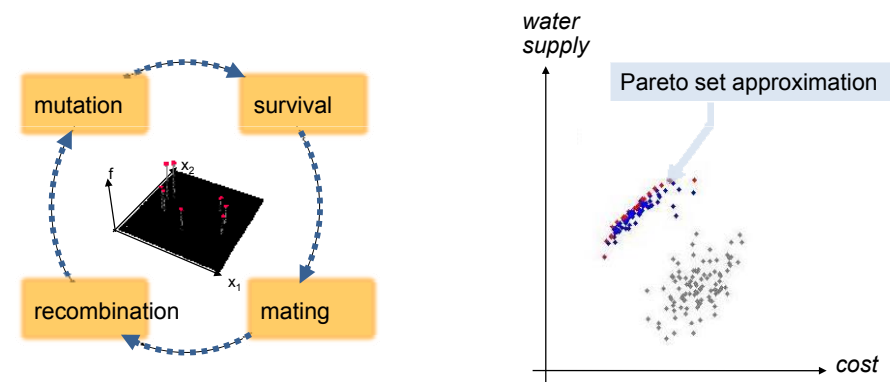 mutation
survival
f
x2
x1
recombination
mating
water
supply
Pareto set approximation
cost